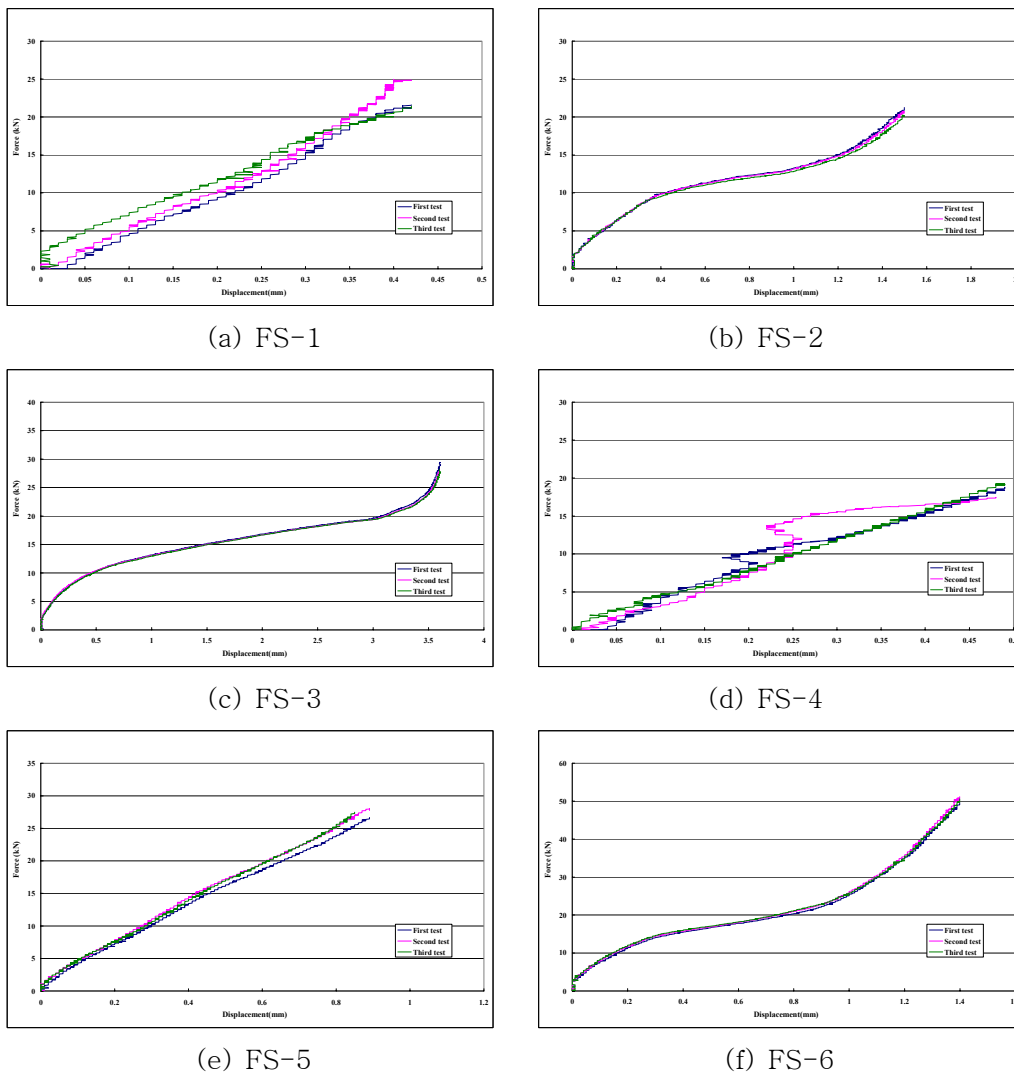 30
25
20
15
10
5
0
Force (kN)
0 0.05 0.1 0.15 0.2 0.25 0.3 0.35 0.4 0.45 0.5
Displacement(mm)
First test
Second test
Third test
(a) FS-1
30
25
20
15
10
5
0
Force (kN)
0 0.2 0.4 0.6 0.8 1 1.2 1.4 1.6 1.8
Displacement(mm)
First test
Second test
Third test
(b) FS-2
40
35
30
25
20
15
10
5
0
Force (kN)
0 0.5 1 1.5 2 2.5 3 3.5 4
Displacement(mm)
First test
Second test
Third test
(c) FS-3
30
25
20
15
10
5
0
Force (kN)
0 0.05 0.1 0.15 0.2 0.25 0.3 0.35 0.4 0.45
Displacement(mm)
First test
Second test
Third test
(d) FS-4
35
30
25
20
15
10
5
0
Force (kN)
0 0.2 0.4 0.6 0.8 1 1.2
Displacement(mm)
First test
Second test
Third test
(e) FS-5
60
50
40
30
20
10
0
Force (kN)
0 0.2 0.4 0.6 0.8 1 1.2 1.4
Displacement(mm)
First test
Second test
Third test
(f) FS-6